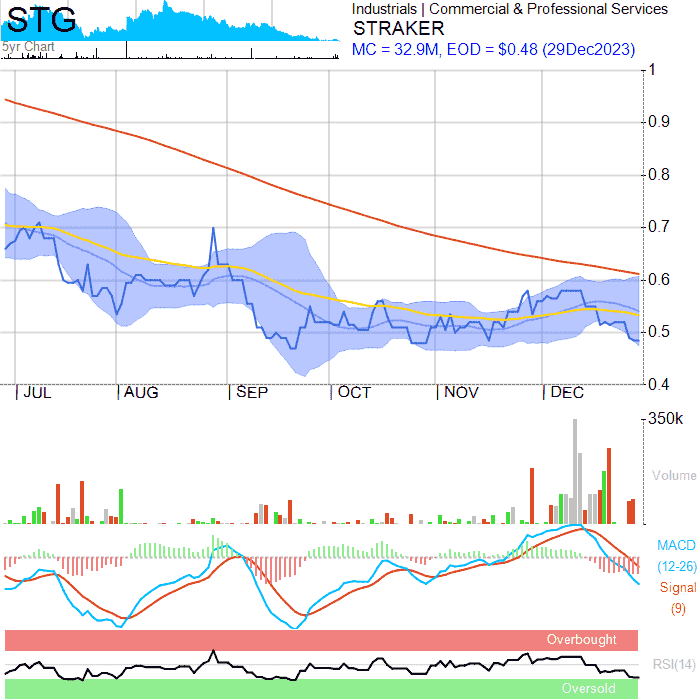 STG
5yr Chart
Industrials | Commercial & Professional Services
STRAKER
MC = 32.9M, EOD = $0.48 (29Dec2023)
1
0.9
0.8
0.7
0.6
0.5
0.4
JUL AUG SEP OCT NOV DEC
350k
Volume
MACD
(12-26)
Signal
(9)
Overbought
RSI(14)
Oversold